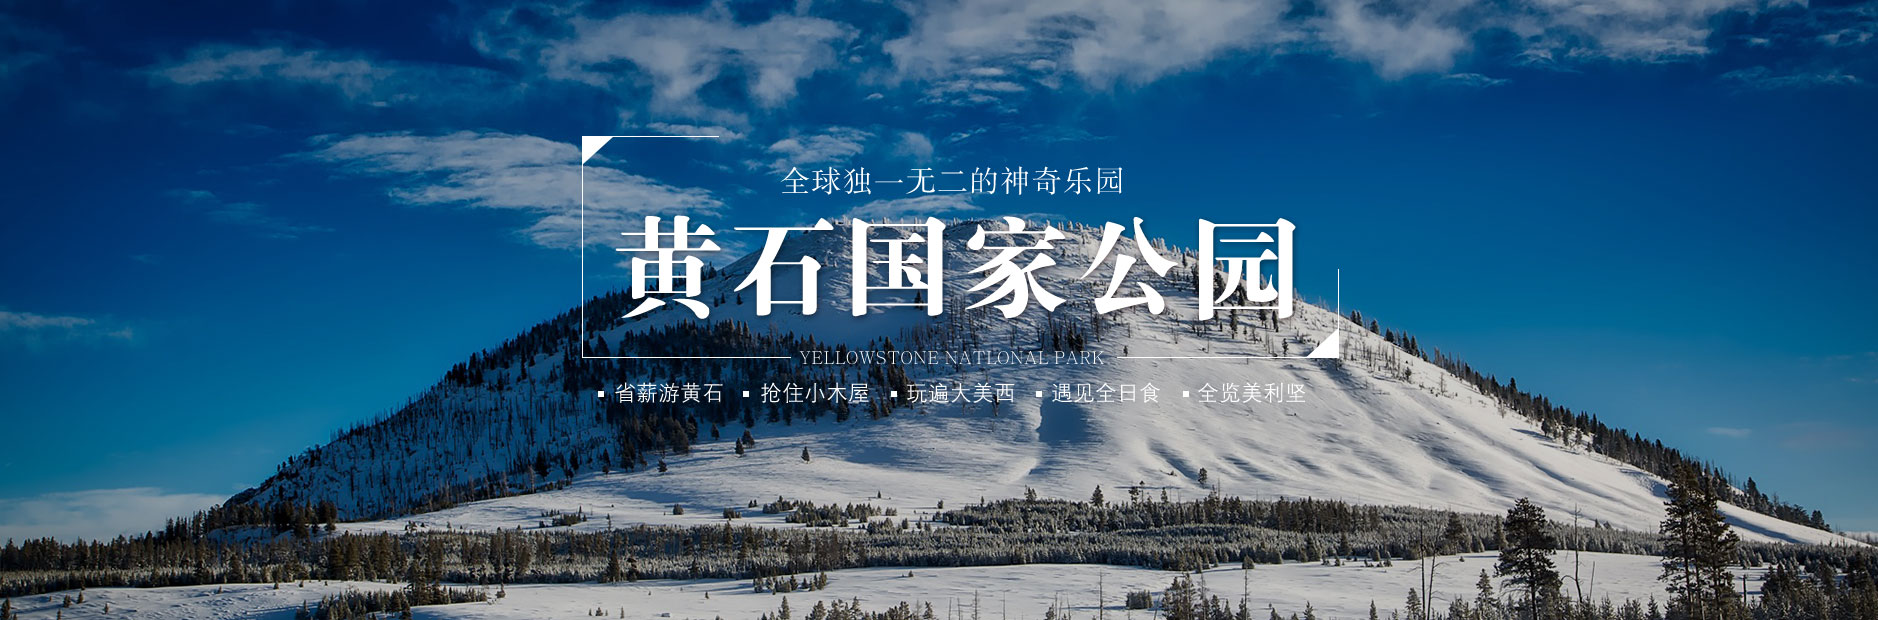 全球独一无二的神奇乐园
黄石国家公园
YELLOWSTONE NATLONAL PARK
▪ 省薪游黄石 ▪ 抢住小木屋 ▪ 玩遍大美西 ▪ 遇见全日食 ▪ 全览美利坚